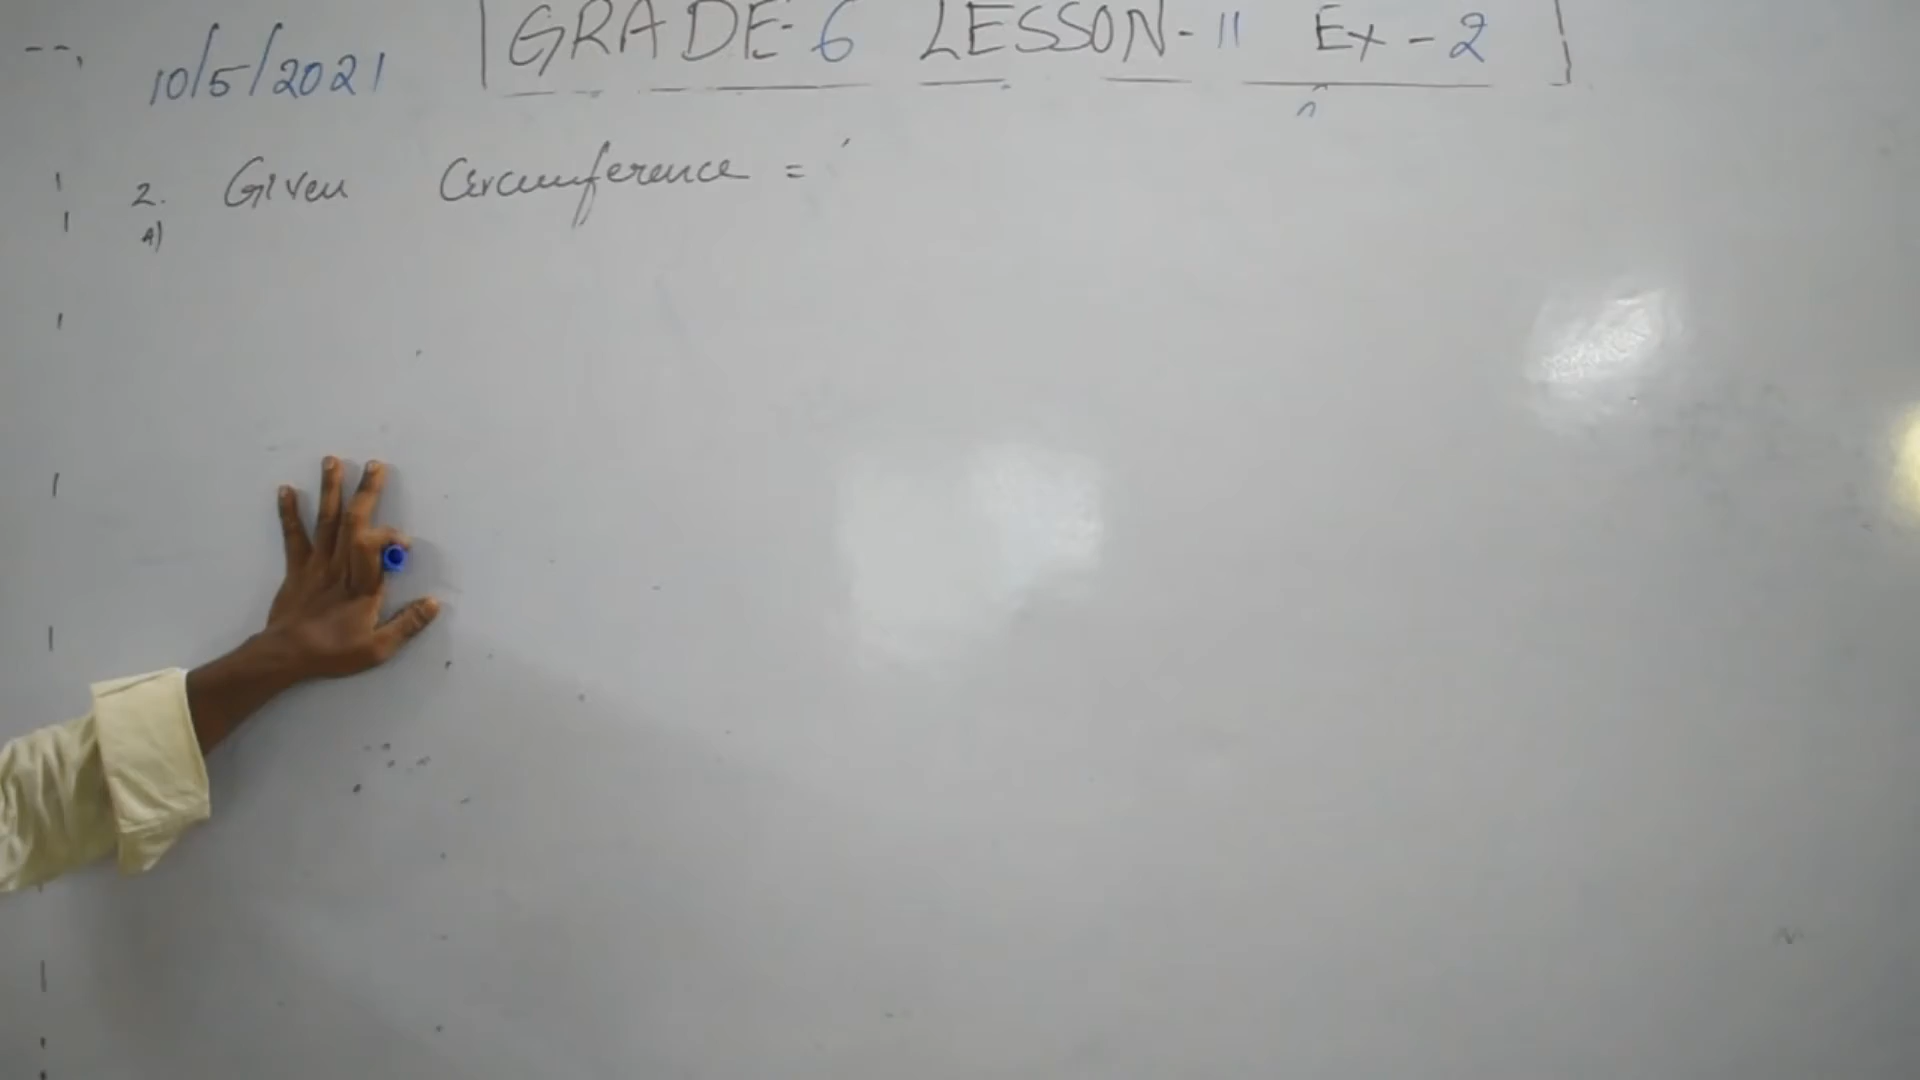 10/5/2021 GRADE-6 LESSON-11 Ex-2
2. Given Circumference =
A)